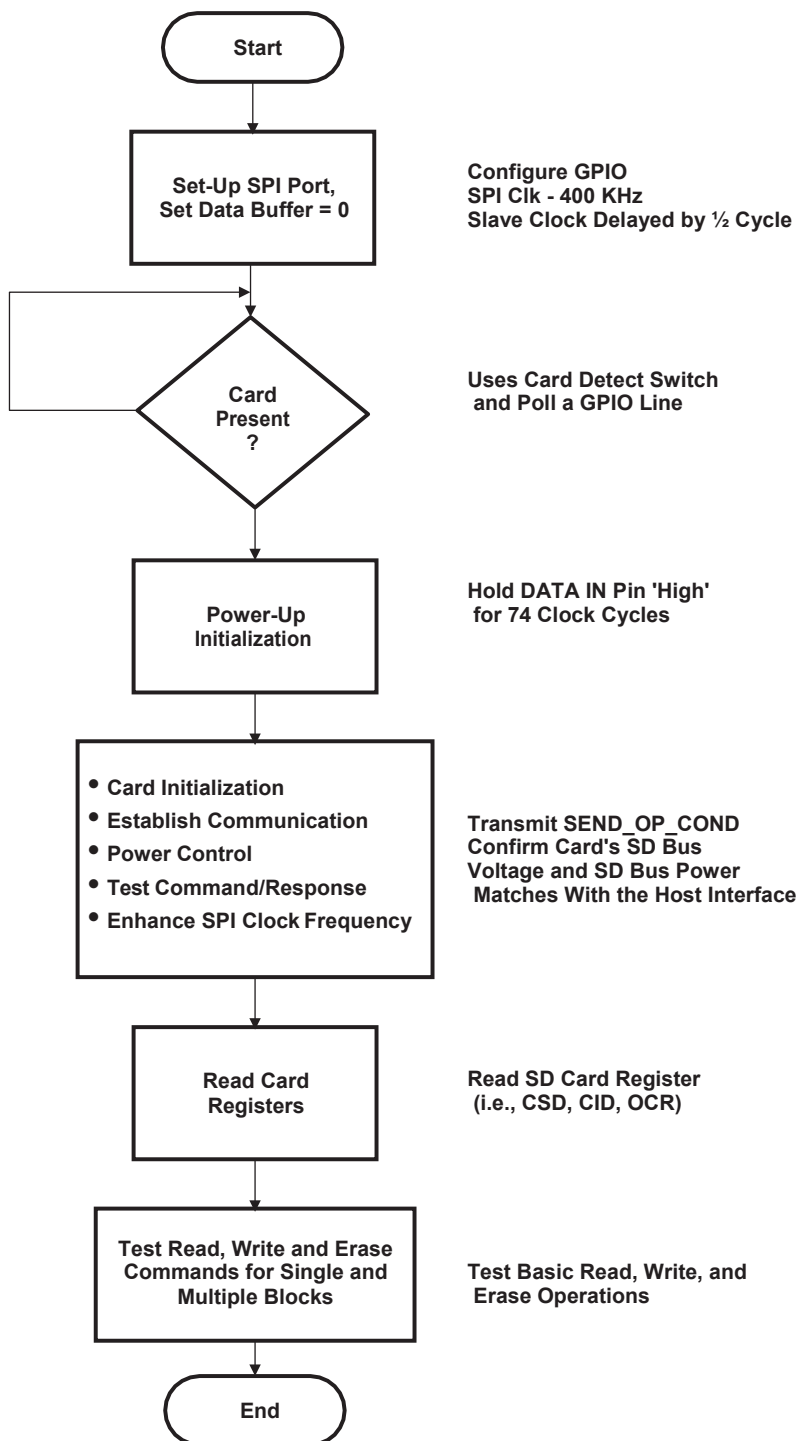 Start
Set-Up SPI Port,
Set Data Buffer = 0
Configure GPIO
SPI Clk - 400 KHz
Slave Clock Delayed by ½ Cycle
Card
Present
?
Uses Card Detect Switch
and Poll a GPIO Line
Power-Up
Initialization
Hold DATA IN Pin 'High'
for 74 Clock Cycles
• Card Initialization
• Establish Communication
• Power Control
• Test Command/Response
• Enhance SPI Clock Frequency
Transmit SEND_OP_COND
Confirm Card's SD Bus
Voltage and SD Bus Power
Matches With the Host Interface
Read Card
Registers
Read SD Card Register
(i.e., CSD, CID, OCR)
Test Read, Write and Erase
Commands for Single and
Multiple Blocks
Test Basic Read, Write, and
Erase Operations
End